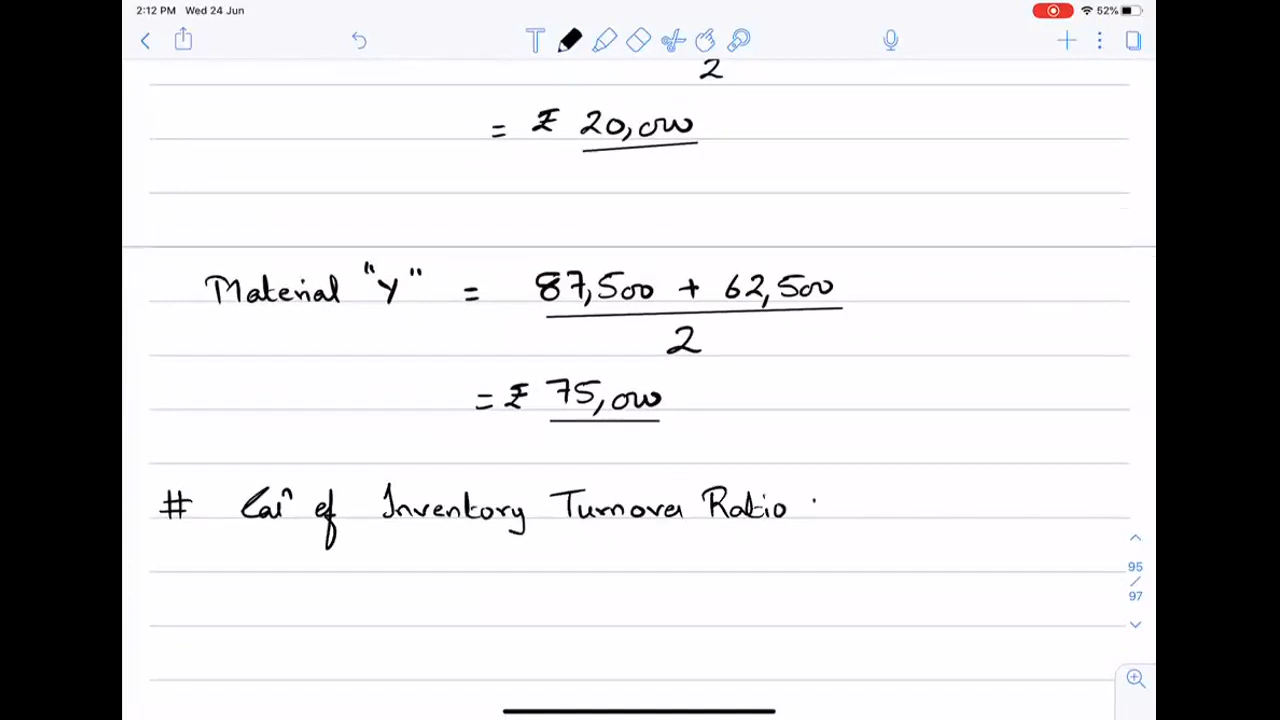 2:12 PM Wed 24 Jun 52%
2
= ₹ 20,000
Material "Y" = 87,500 + 62,500
2
= ₹ 75,000
# Calⁿ of Inventory Turnover Ratio
95
/
97